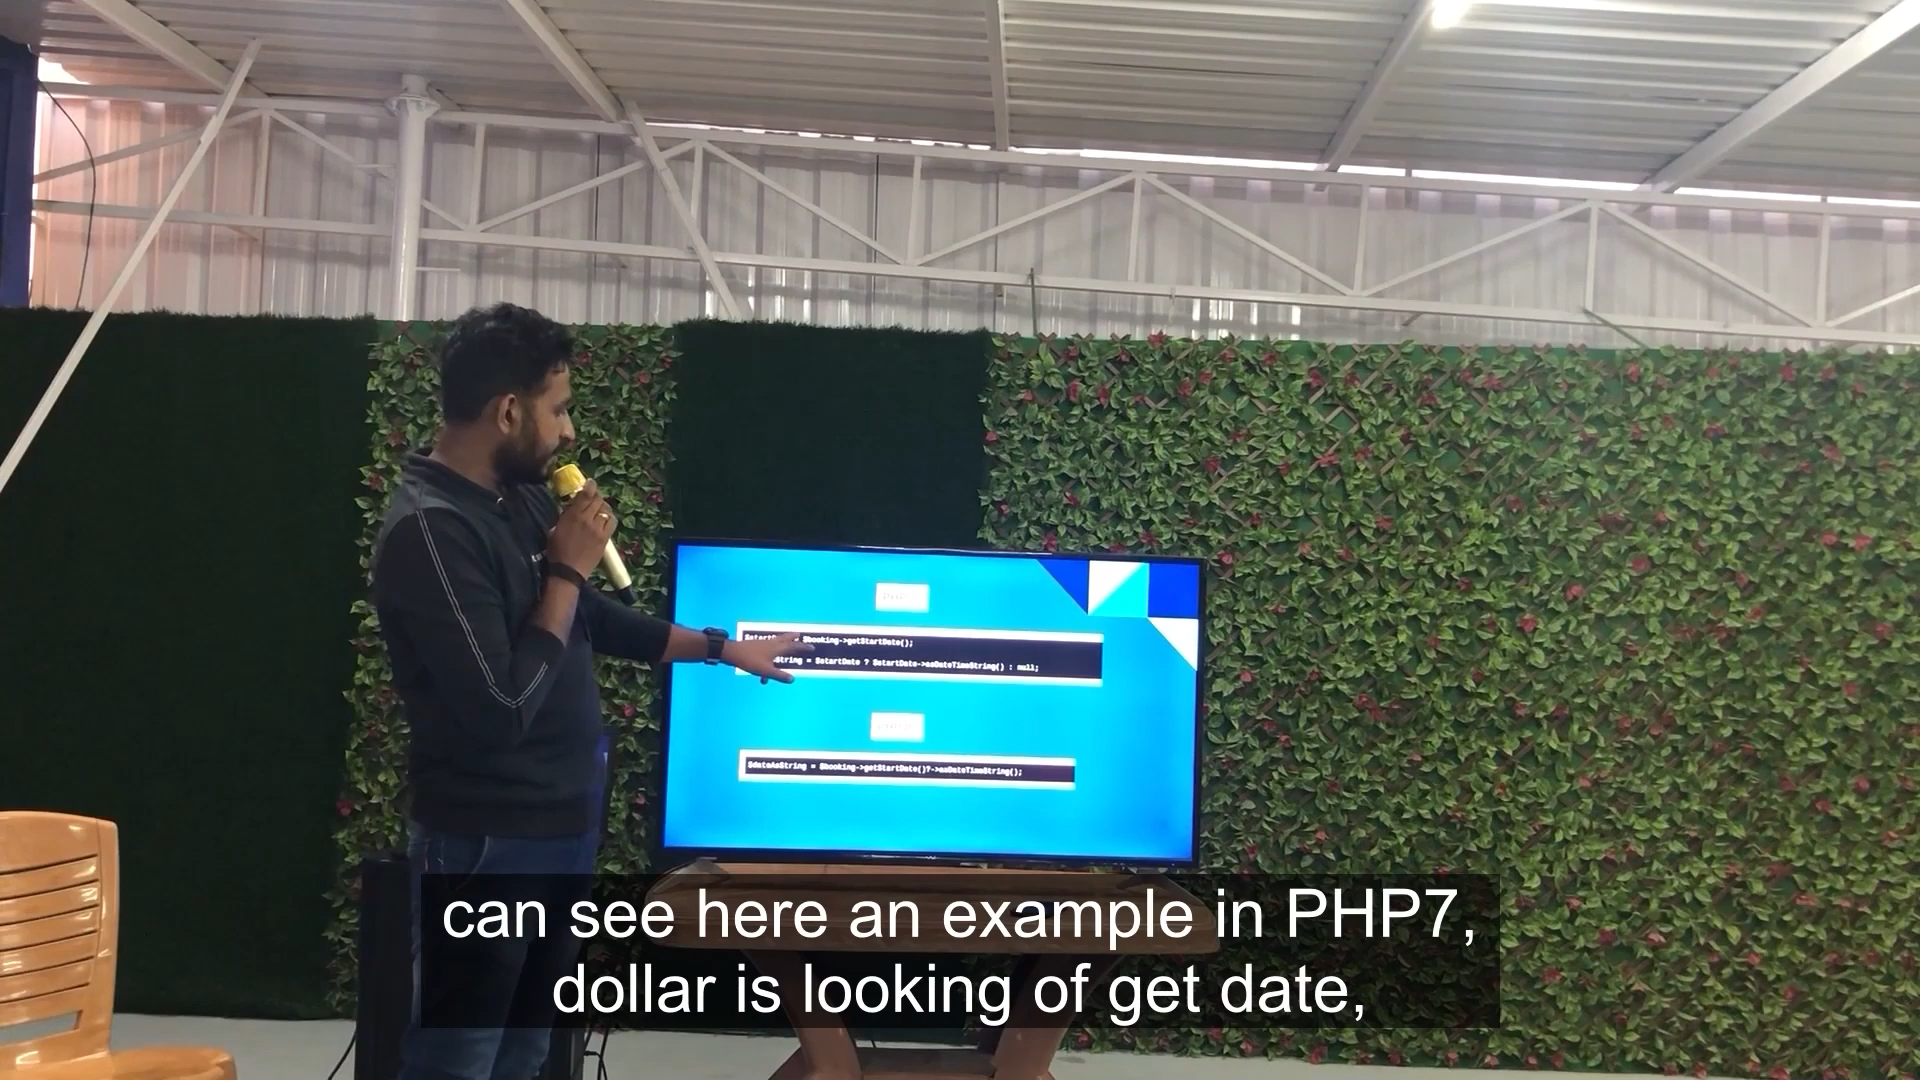 $booking->getStartDate();
String = $startDate ? $startDate->asDateTimeString() : null;
$dateAsString = $booking->getStartDate()?->asDateTimeString();
can see here an example in PHP7,
dollar is looking of get date,